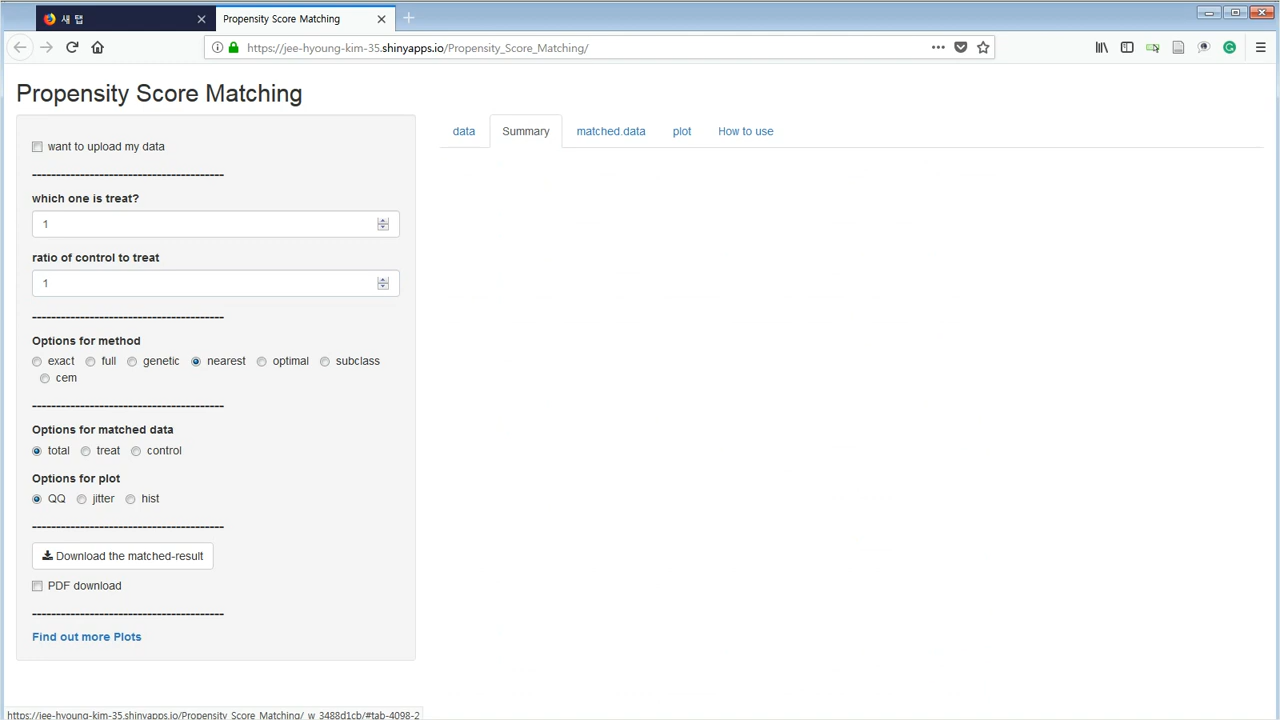 새 탭
Propensity Score Matching
https://jee-hyoung-kim-35.shinyapps.io/Propensity_Score_Matching/
Propensity Score Matching
want to upload my data
----------------------------------------
which one is treat?
1
ratio of control to treat
1
----------------------------------------
Options for method
exact full genetic nearest optimal subclass
cem
----------------------------------------
Options for matched data
total treat control
Options for plot
QQ jitter hist
----------------------------------------
Download the matched-result
PDF download
----------------------------------------
Find out more Plots
data Summary matched.data plot How to use
https://jee-hyoung-kim-35.shinyapps.io/Propensity_Score_Matching/_w_3488d1cb/#tab-4098-2